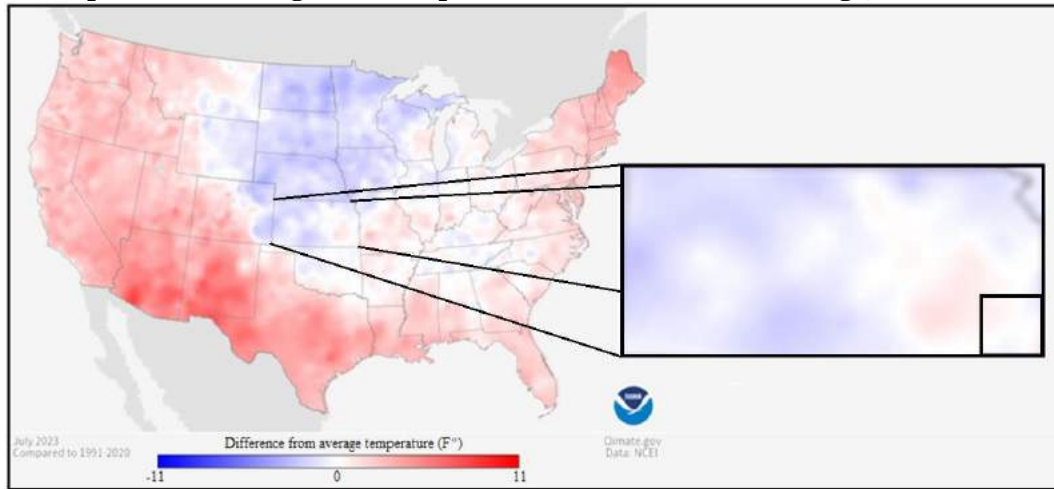 July 2023
Compared to 1991-2020
Difference from average temperature (F°)
-11
0
11
Climate.gov
Data: NCEI